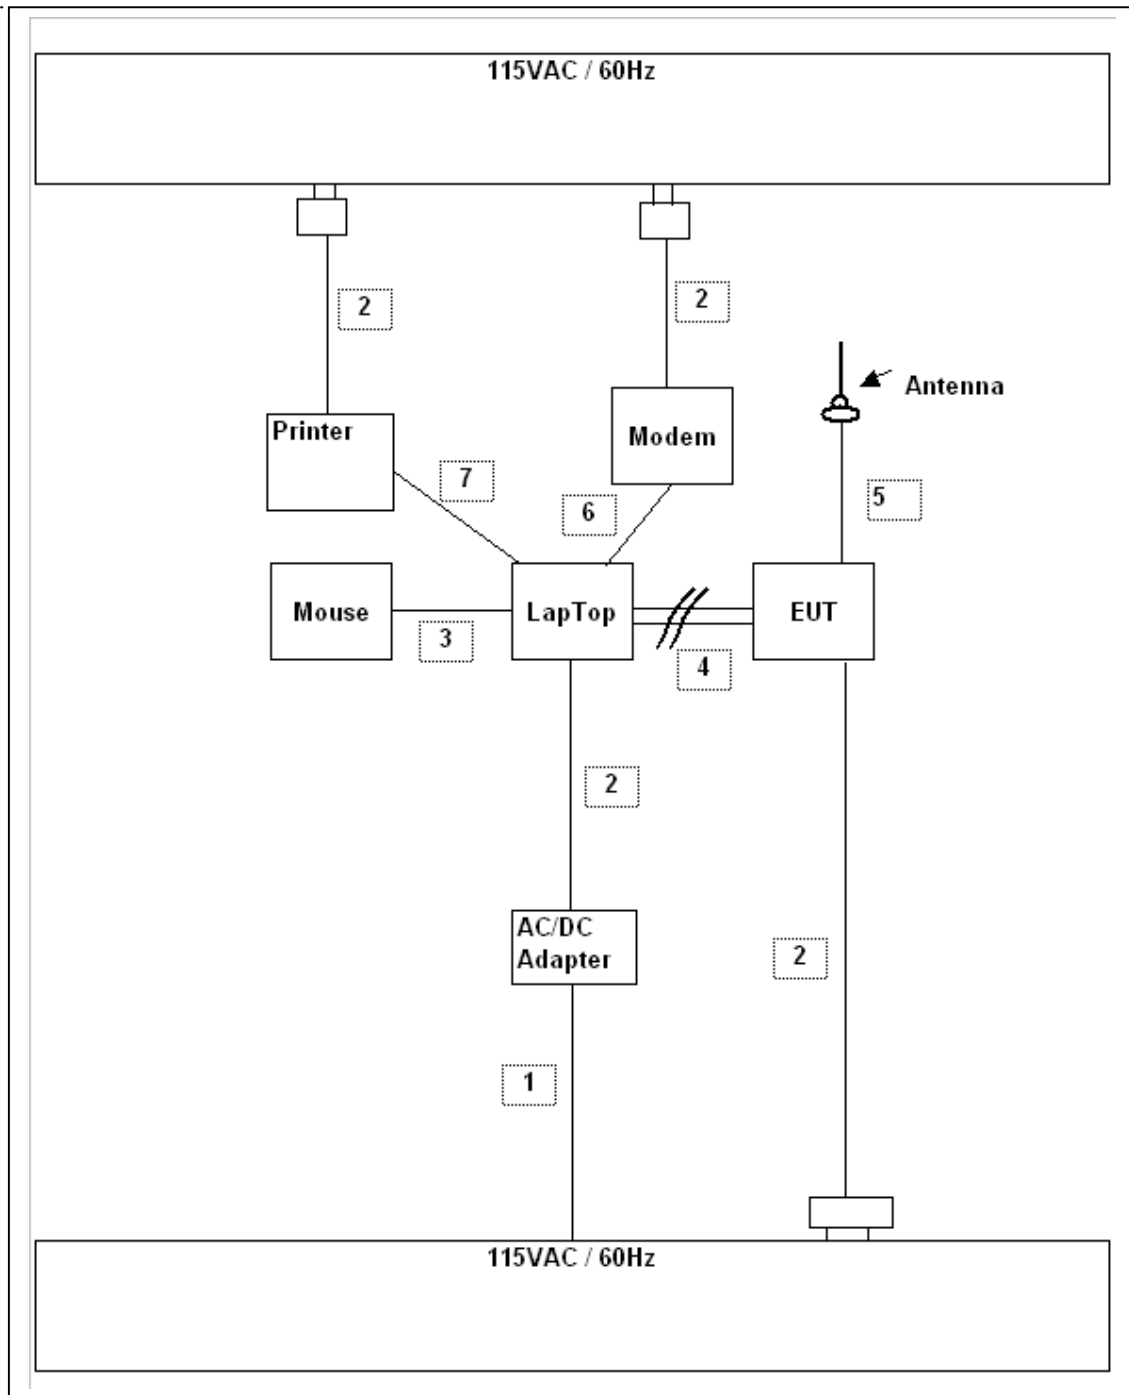 115VAC / 60Hz
2
2
Antenna
Printer
Modem
7
6
5
Mouse
LapTop
EUT
3
4
2
AC/DC
Adapter
2
1
115VAC / 60Hz